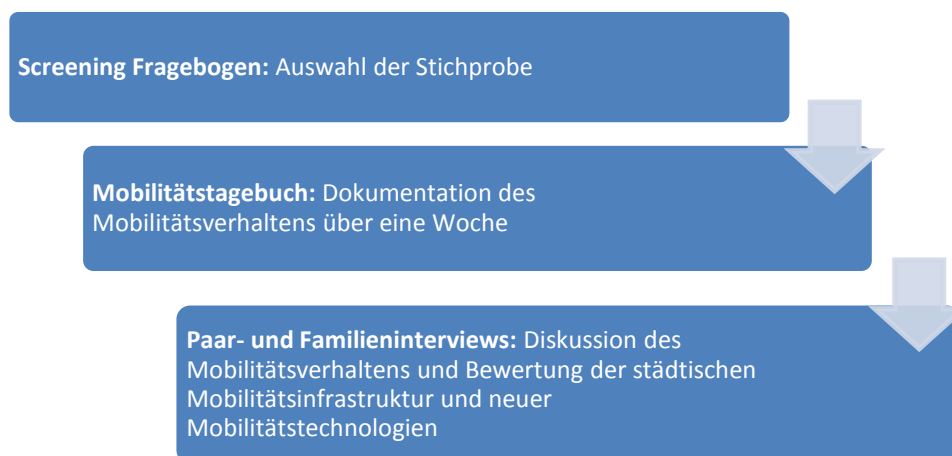 Screening Fragebogen: Auswahl der Stichprobe
Mobilitätstagebuch: Dokumentation des
Mobilitätsverhaltens über eine Woche
Paar- und Familieninterviews: Diskussion des
Mobilitätsverhaltens und Bewertung der städtischen
Mobilitätsinfrastruktur und neuer
Mobilitätstechnologien